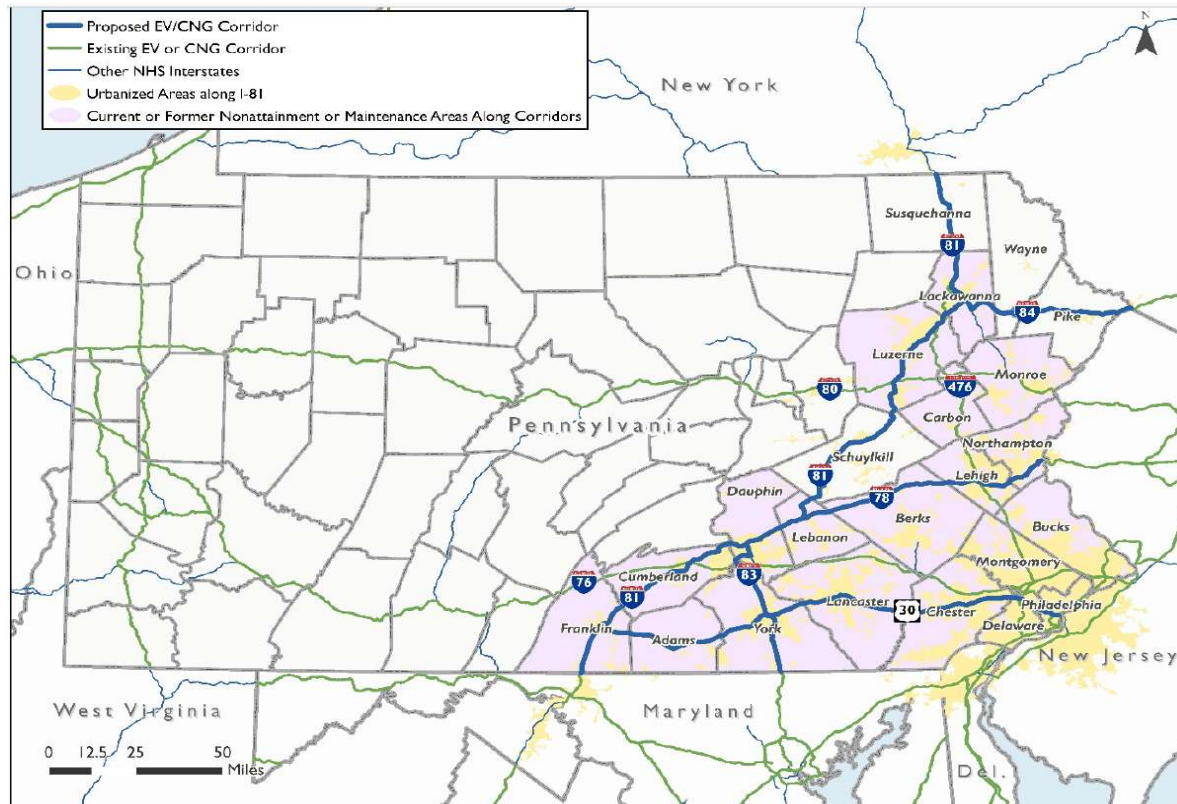 Proposed EV/CNG Corridor
Existing EV or CNG Corridor
Other NHS Interstates
Urbanized Areas along I-81
Current or Former Nonattainment or Maintenance Areas Along Corridors
N
New York
Susquehanna
81
Wayne
Ohio
Lackawanna
84
Pike
Luzerne
Monroe
80
476
Carbon
Pennsylvania
Northampton
Schuylkill
Lehigh
81
78
Dauphin
Berks
Bucks
Lebanon
Montgomery
83
76
Cumberland
81
Lancaster
30
Chester
Philadelphia
Delaware
Franklin
Adams
York
New Jersey
West Virginia
Maryland
0 12.5 25 50
Miles
Del.